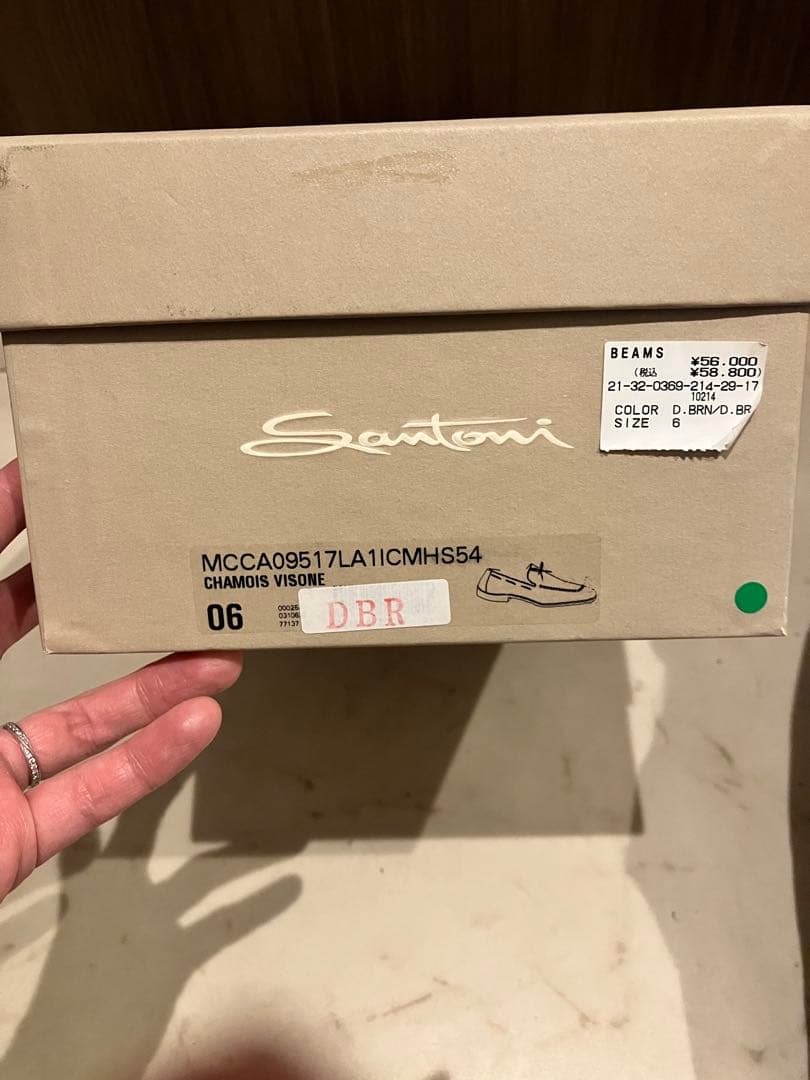 BEAMS
¥56.000
(税込 ¥58.800)
21-32-0369-214-29-17
10214
COLOR D.BRN/D.BR
SIZE 6
Santoni
MCCA09517LA1ICMHS54
CHAMOIS VISONE
06
77137
DBR